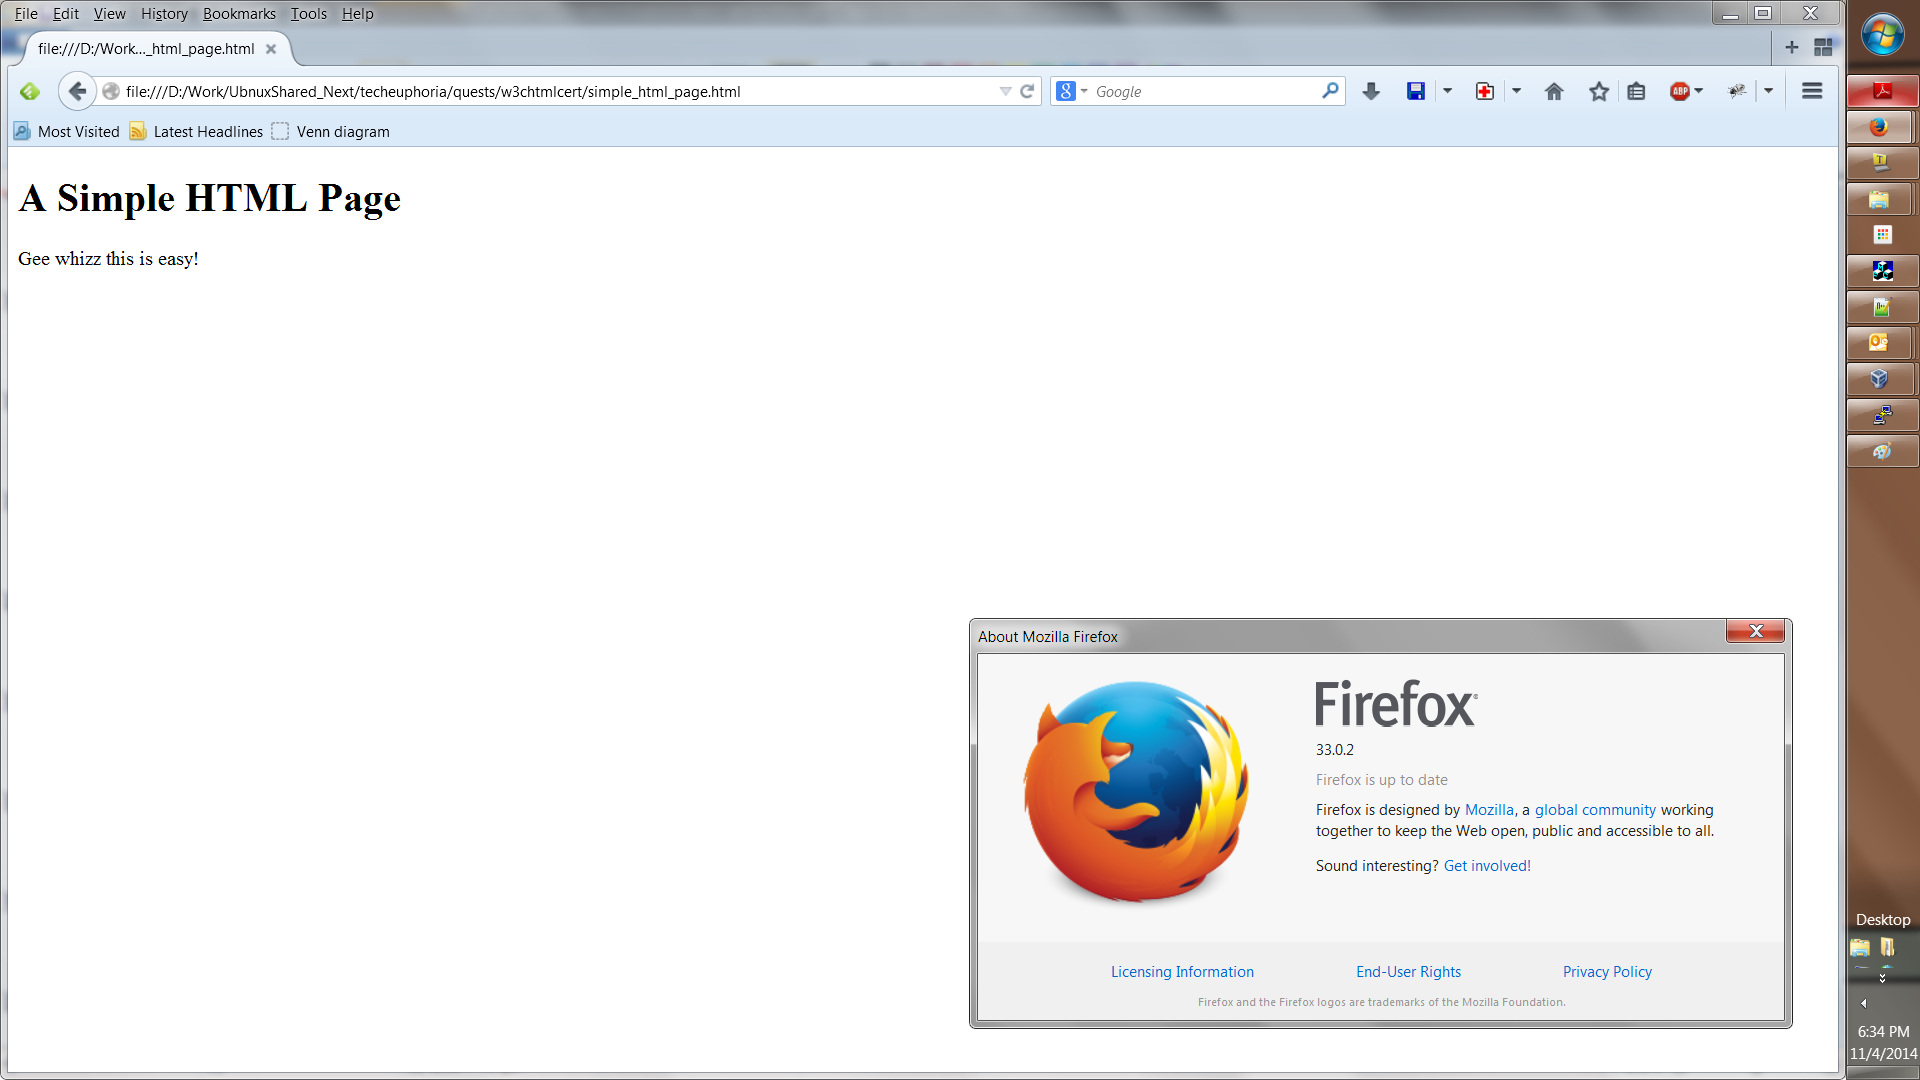 File Edit View History Bookmarks Tools Help
file:///D:/Work..._html_page.html
file:///D:/Work/UbnuxShared_Next/techeuphoria/quests/w3chtmlcert/simple_html_page.html
8 Google
ABP
Most Visited Latest Headlines Venn diagram
A Simple HTML Page
Gee whizz this is easy!
About Mozilla Firefox
Firefox
33.0.2
Firefox is up to date
Firefox is designed by Mozilla, a global community working
together to keep the Web open, public and accessible to all.
Sound interesting? Get involved!
Licensing Information End-User Rights Privacy Policy
Firefox and the Firefox logos are trademarks of the Mozilla Foundation.
Desktop
6:34 PM
11/4/2014